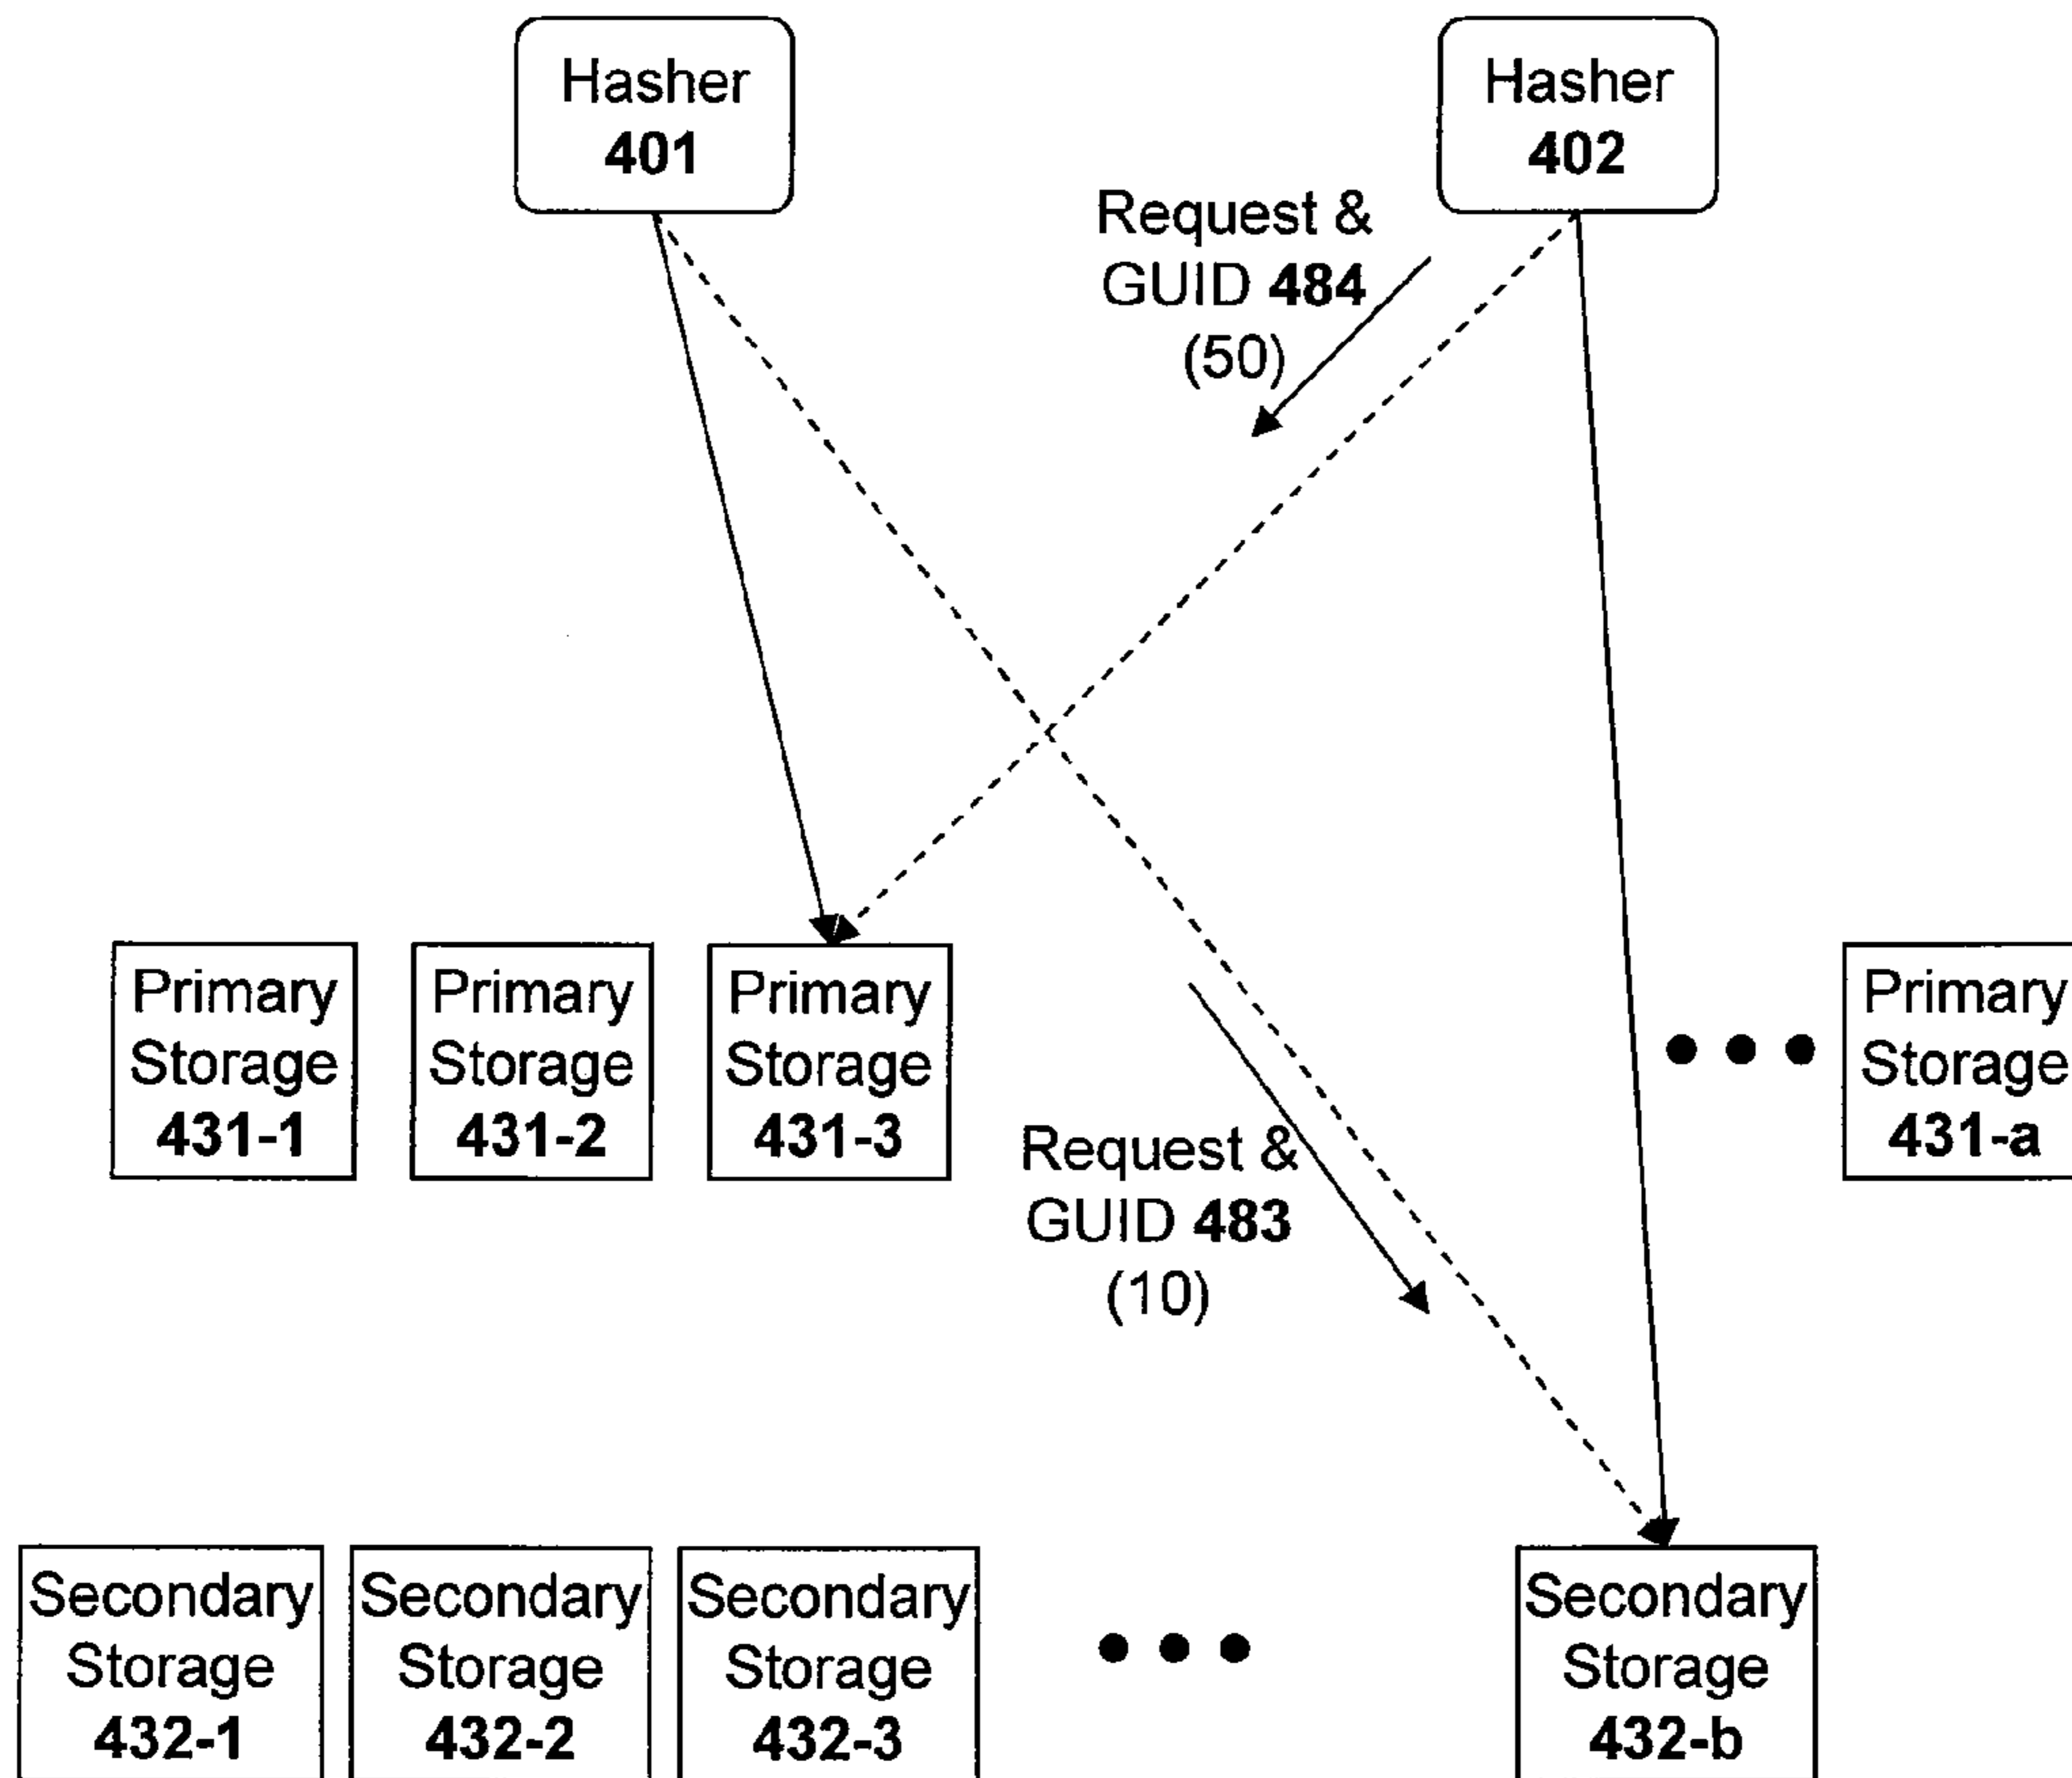 Hasher
401
Hasher
402
Request &
GUID 484
(50)
Primary
Storage
431-1
Primary
Storage
431-2
Primary
Storage
431-3
Primary
Storage
431-a
Request &
GUID 483
(10)
Secondary
Storage
432-1
Secondary
Storage
432-2
Secondary
Storage
432-3
Secondary
Storage
432-b